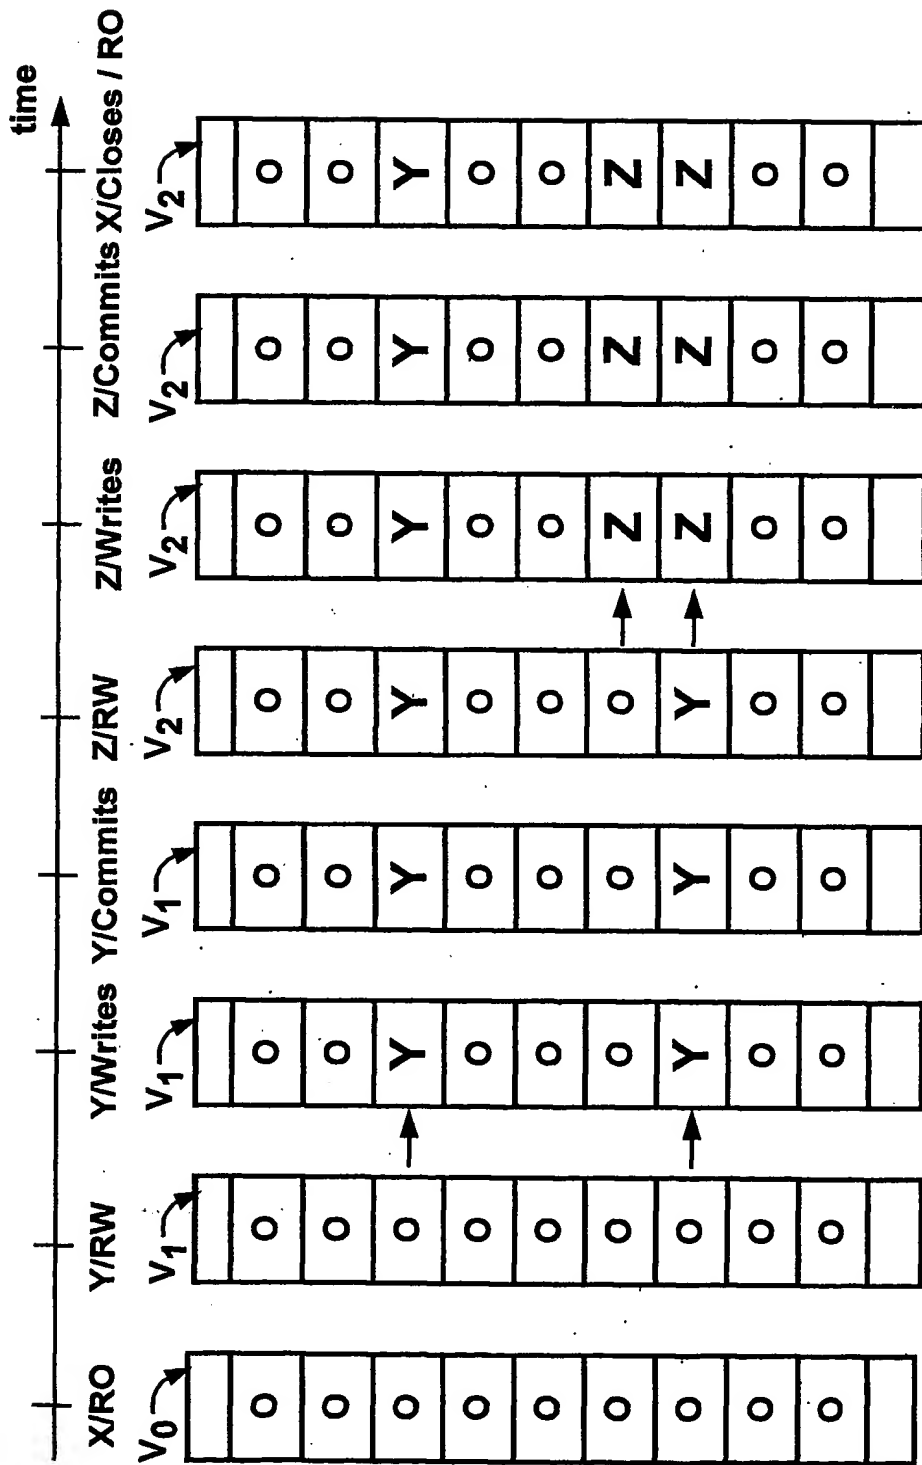 time
X/RO Y/RW Y/Writes Y/Commits Z/RW Z/Writes Z/Commits X/Closes / RO
V0 V1 V1 V1 V2 V2 V2 V2
O O O O O O O O
O O O O O O O O
O O Y Y Y Y Y Y
O O O O O O O O
O O O O O O O O
O O O O O Z Z Z
O O Y Y Y Z Z Z
O O O O O O O O
O O O O O O O O